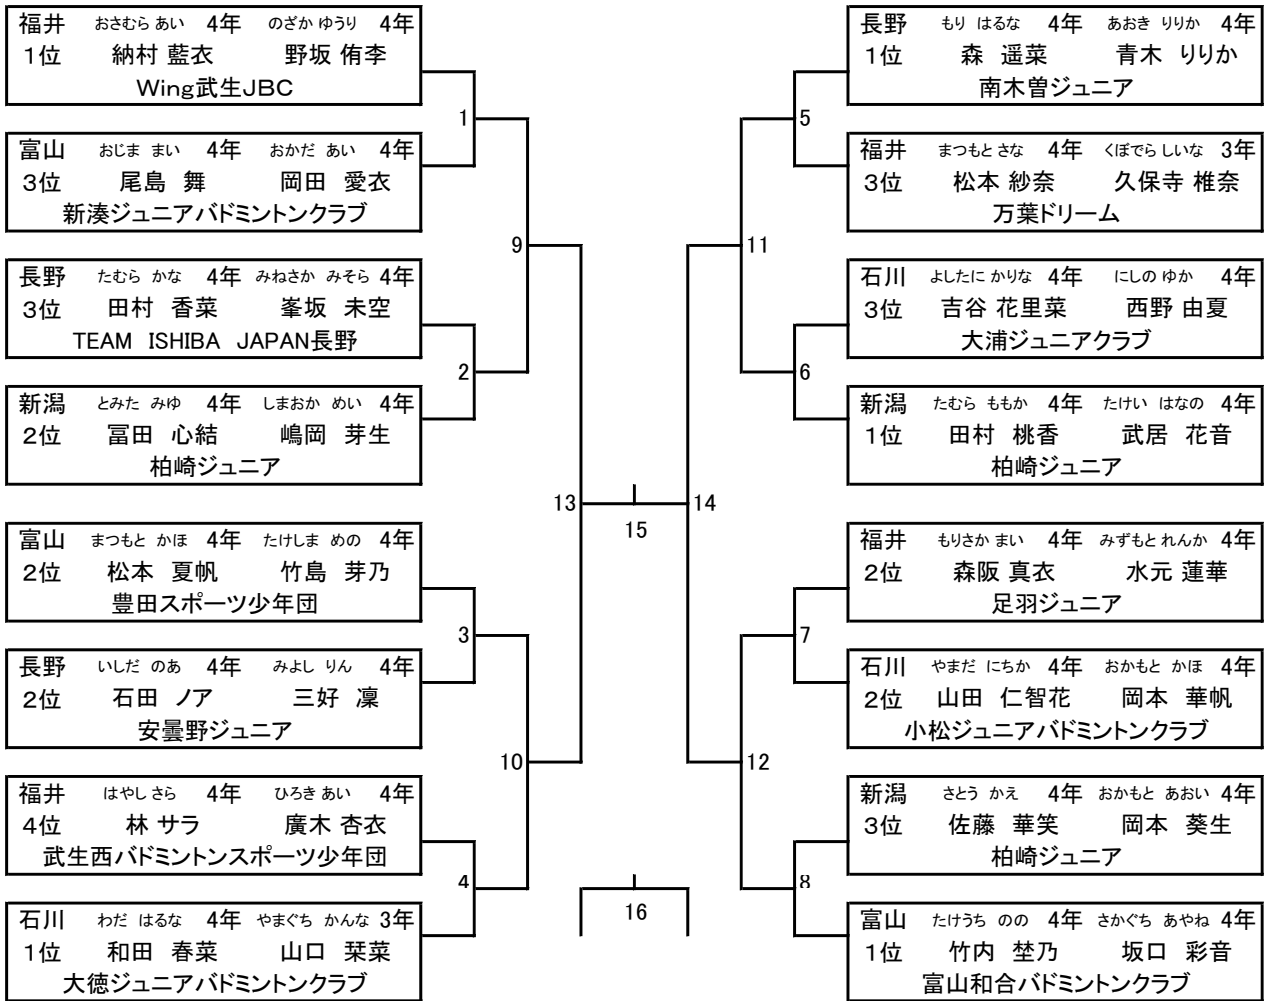 福井 おさむら あい 4年 のざか ゆうり 4年
1位 納村 藍衣 野坂 侑李
Wing武生JBC
富山 おじま まい 4年 おかだ あい 4年
3位 尾島 舞 岡田 愛衣
新湊ジュニアバドミントンクラブ
長野 たむら かな 4年 みねさか みそら 4年
3位 田村 香菜 峯坂 未空
TEAM ISHIBA JAPAN長野
新潟 とみた みゆ 4年 しまおか めい 4年
2位 冨田 心結 嶋岡 芽生
柏崎ジュニア
富山 まつもと かほ 4年 たけしま めの 4年
2位 松本 夏帆 竹島 芽乃
豊田スポーツ少年団
長野 いしだ のあ 4年 みよし りん 4年
2位 石田 ノア 三好 凜
安曇野ジュニア
福井 はやし さら 4年 ひろき あい 4年
4位 林 サラ 廣木 杏衣
武生西バドミントンスポーツ少年団
石川 わだ はるな 4年 やまぐち かんな 3年
1位 和田 春菜 山口 栞菜
大徳ジュニアバドミントンクラブ
1
2
3
4
9
10
13
15
16
14
11
12
5
6
7
8
長野 もり はるな 4年 あおき りりか 4年
1位 森 遥菜 青木 りりか
南木曽ジュニア
福井 まつもと さな 4年 くぼでら しいな 3年
3位 松本 紗奈 久保寺 椎奈
万葉ドリーム
石川 よしたに かりな 4年 にしの ゆか 4年
3位 吉谷 花里菜 西野 由夏
大浦ジュニアクラブ
新潟 たむら ももか 4年 たけい はなの 4年
1位 田村 桃香 武居 花音
柏崎ジュニア
福井 もりさか まい 4年 みずもと れんか 4年
2位 森阪 真衣 水元 蓮華
足羽ジュニア
石川 やまだ にちか 4年 おかもと かほ 4年
2位 山田 仁智花 岡本 華帆
小松ジュニアバドミントンクラブ
新潟 さとう かえ 4年 おかもと あおい 4年
3位 佐藤 華笑 岡本 葵生
柏崎ジュニア
富山 たけうち のの 4年 さかぐち あやね 4年
1位 竹内 埜乃 坂口 彩音
富山和合バドミントンクラブ